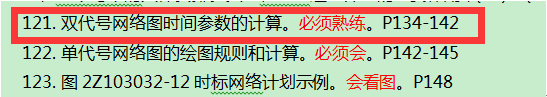 121. 双代号网络图时间参数的计算。必须熟练。P134-142
122. 单代号网络图的绘图规则和计算。必须会。P142-145
123. 图 2Z103032-12 时标网络计划示例。会看图。P148